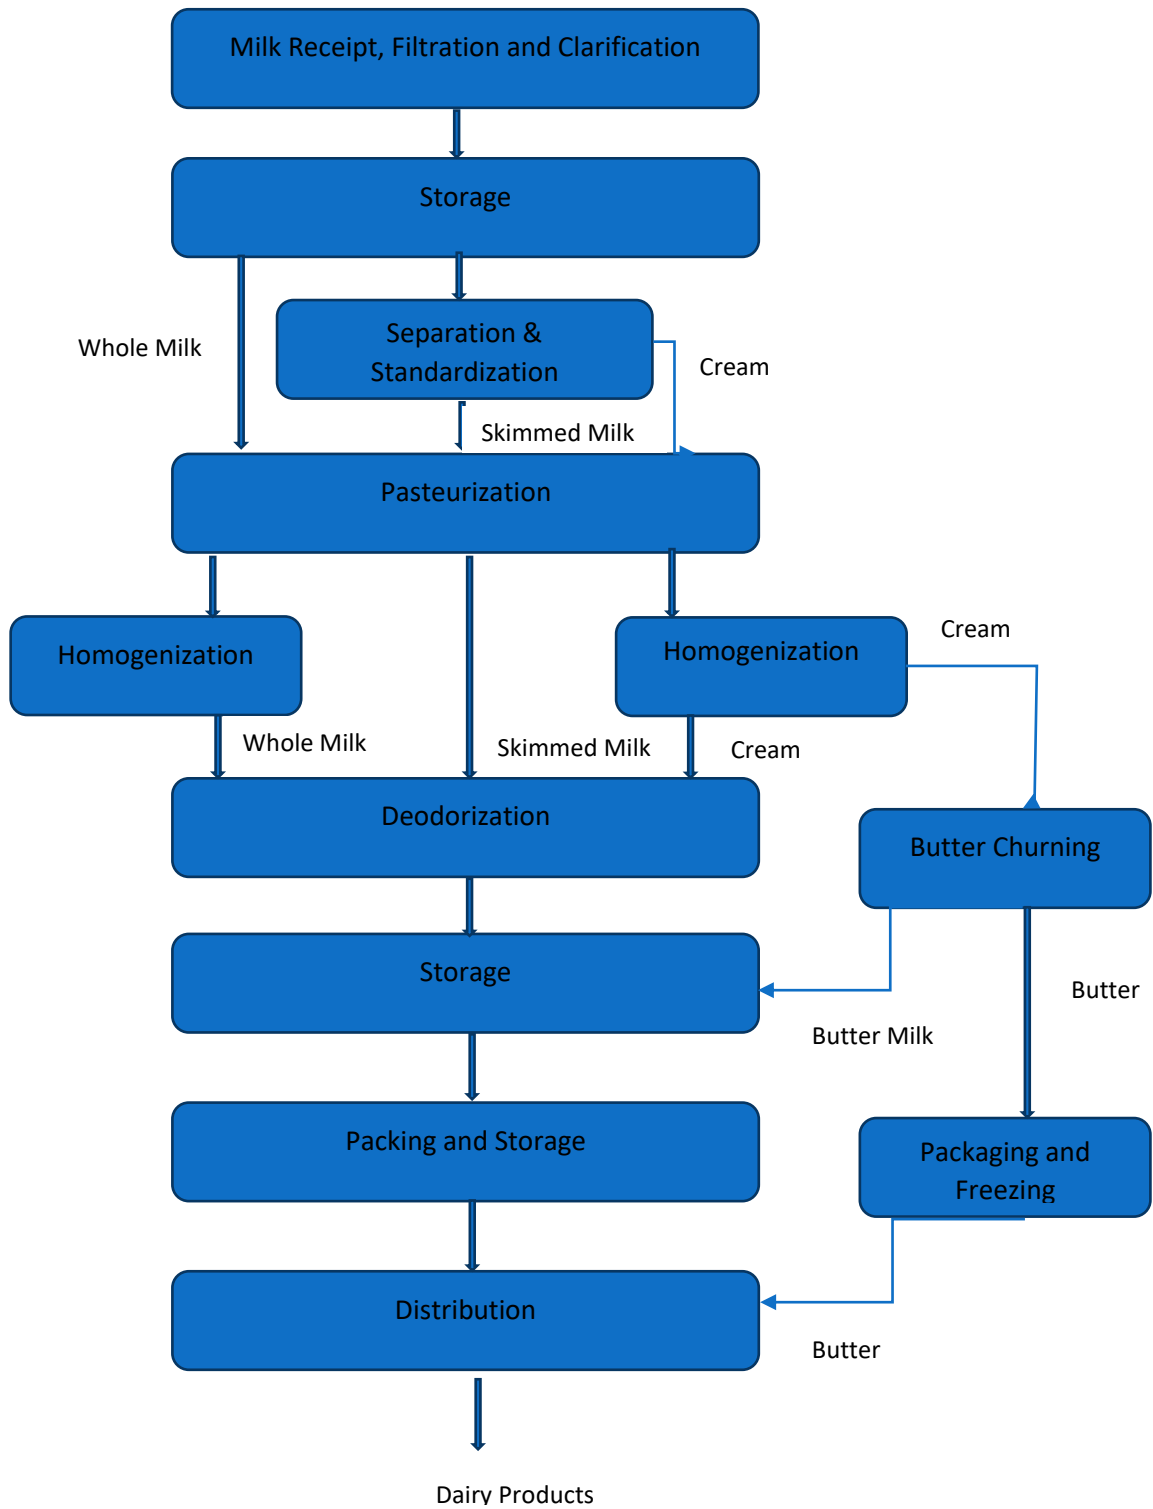 Milk Receipt, Filtration and Clarification
Storage
Separation &
Standardization
Whole Milk
Cream
Skimmed Milk
Pasteurization
Homogenization
Homogenization
Cream
Whole Milk
Skimmed Milk
Cream
Deodorization
Butter Churning
Storage
Butter
Butter Milk
Packing and Storage
Packaging and
Freezing
Distribution
Butter
Dairy Products